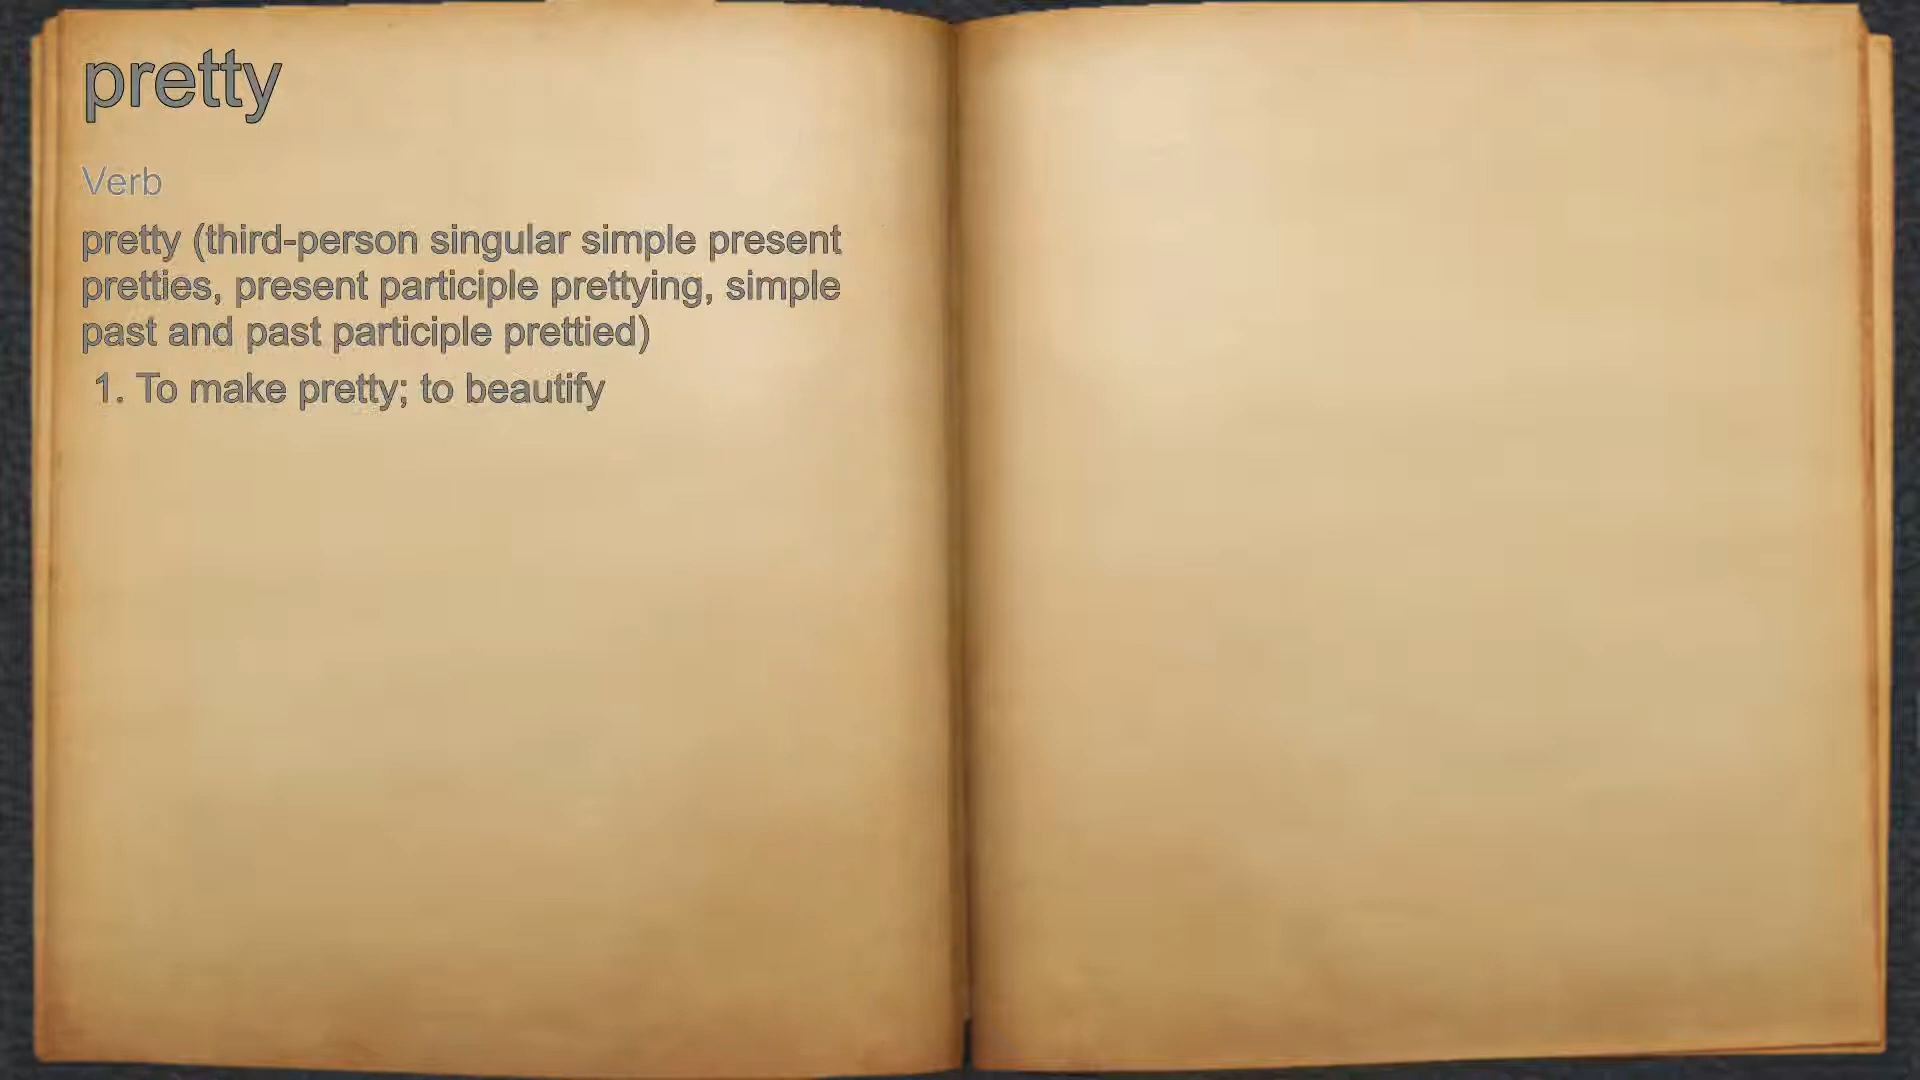 pretty
Verb
pretty (third-person singular simple present
pretties, present participle prettying, simple
past and past participle prettied)
1. To make pretty; to beautify